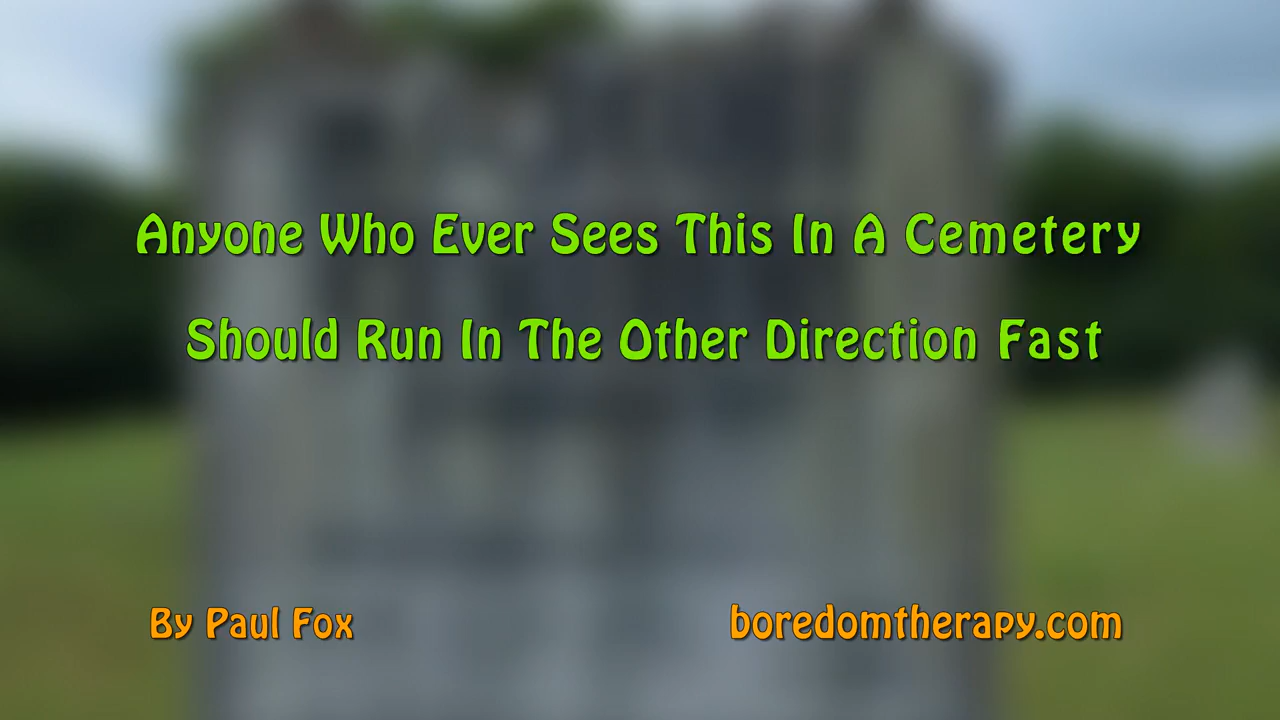 Anyone Who Ever Sees This In A Cemetery
Should Run In The Other Direction Fast
By Paul Fox
boredomtherapy.com